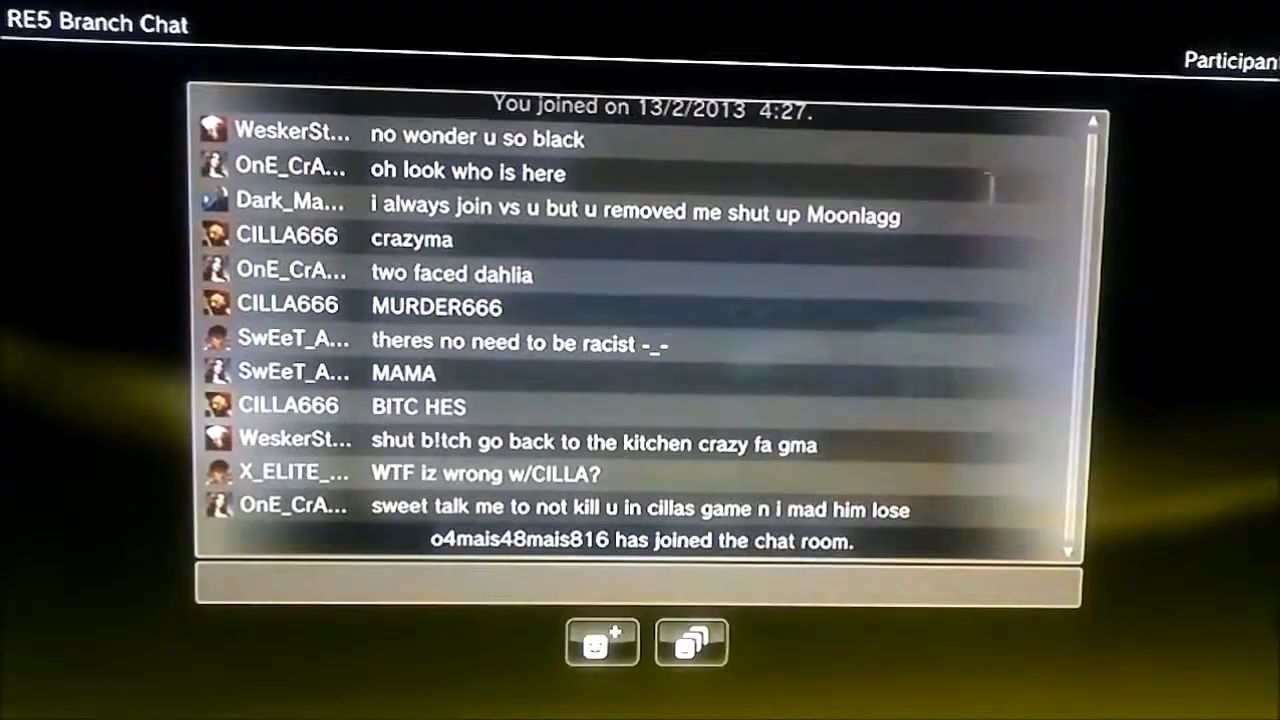 RE5 Branch Chat
Participan
You joined on 13/2/2013 4:27.
WeskerSt... no wonder u so black
OnE_CrA... oh look who is here
Dark_Ma... i always join vs u but u removed me shut up Moonlagg
CILLA666 crazyma
OnE_CrA... two faced dahlia
CILLA666 MURDER666
SwEeT_A... theres no need to be racist -_-
SwEeT_A... MAMA
CILLA666 BITC HES
WeskerSt... shut b!tch go back to the kitchen crazy fa gma
X_ELITE_... WTF iz wrong w/CILLA?
OnE_CrA... sweet talk me to not kill u in cillas game n i mad him lose
o4mais48mais816 has joined the chat room.